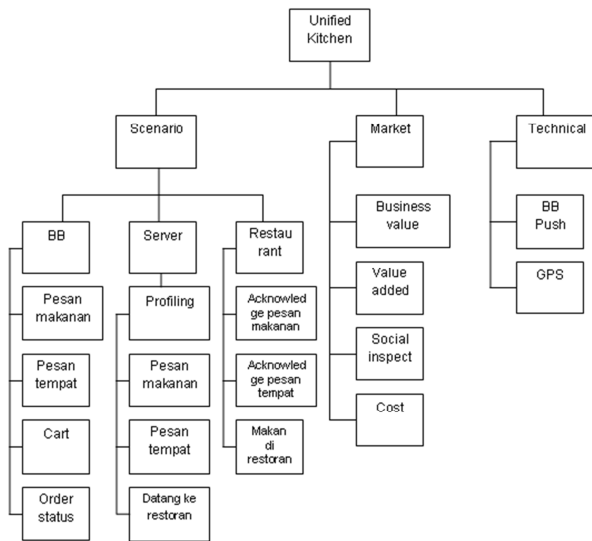 Unified
Kitchen
Scenario
Market
Technical
BB
Server
Restau
rant
Business
value
BB
Push
Pesan
makanan
Profiling
Acknowled
ge pesan
makanan
Value
added
GPS
Pesan
tempat
Pesan
makanan
Acknowled
ge pesan
tempat
Social
inspect
Cart
Pesan
tempat
Makan
di
restoran
Cost
Order
status
Datang ke
restoran